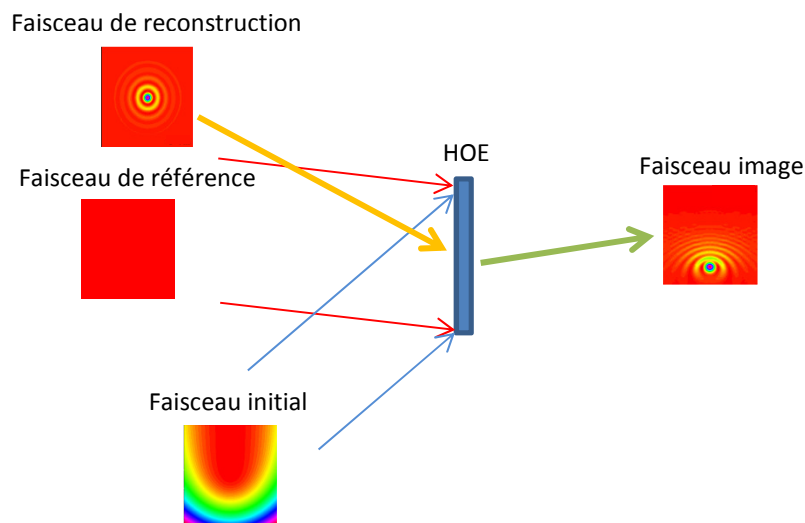 Faisceau de reconstruction
HOE
Faisceau image
Faisceau de référence
Faisceau initial